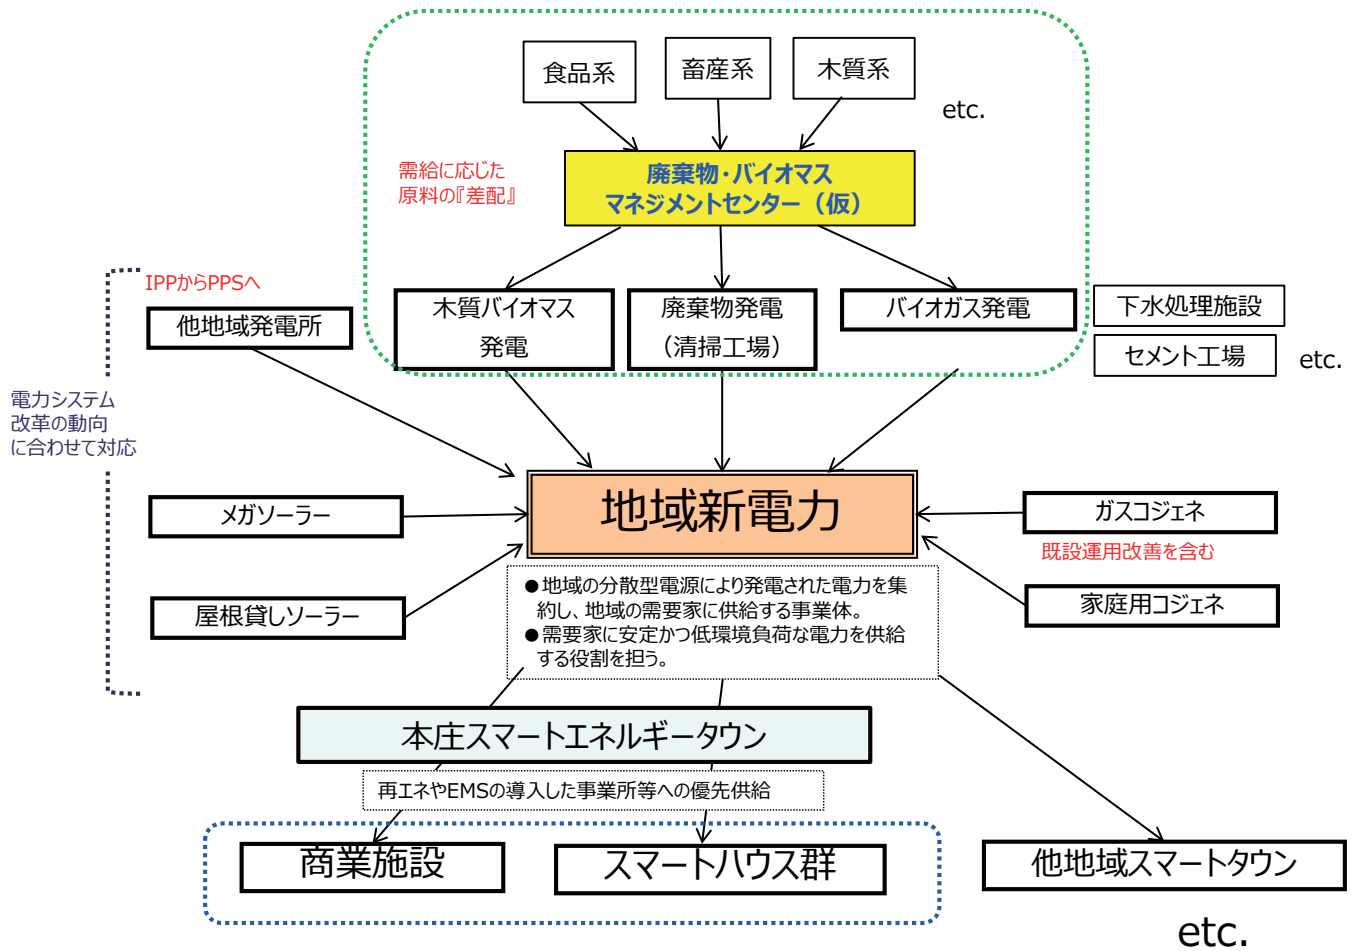 食品系
畜産系
木質系
etc.
需給に応じた
原料の『差配』
廃棄物・バイオマス
マネジメントセンター（仮）
IPPからPPSへ
他地域発電所
木質バイオマス
発電
廃棄物発電
（清掃工場）
バイオガス発電
下水処理施設
セメント工場
etc.
電力システム
改革の動向
に合わせて対応
メガソーラー
地域新電力
ガスコジェネ
既設運用改善を含む
屋根貸しソーラー
家庭用コジェネ
●地域の分散型電源により発電された電力を集
約し、地域の需要家に供給する事業体。
●需要家に安定かつ低環境負荷な電力を供給
する役割を担う。
本庄スマートエネルギータウン
再エネやEMSの導入した事業所等への優先供給
商業施設
スマートハウス群
他地域スマートタウン
etc.